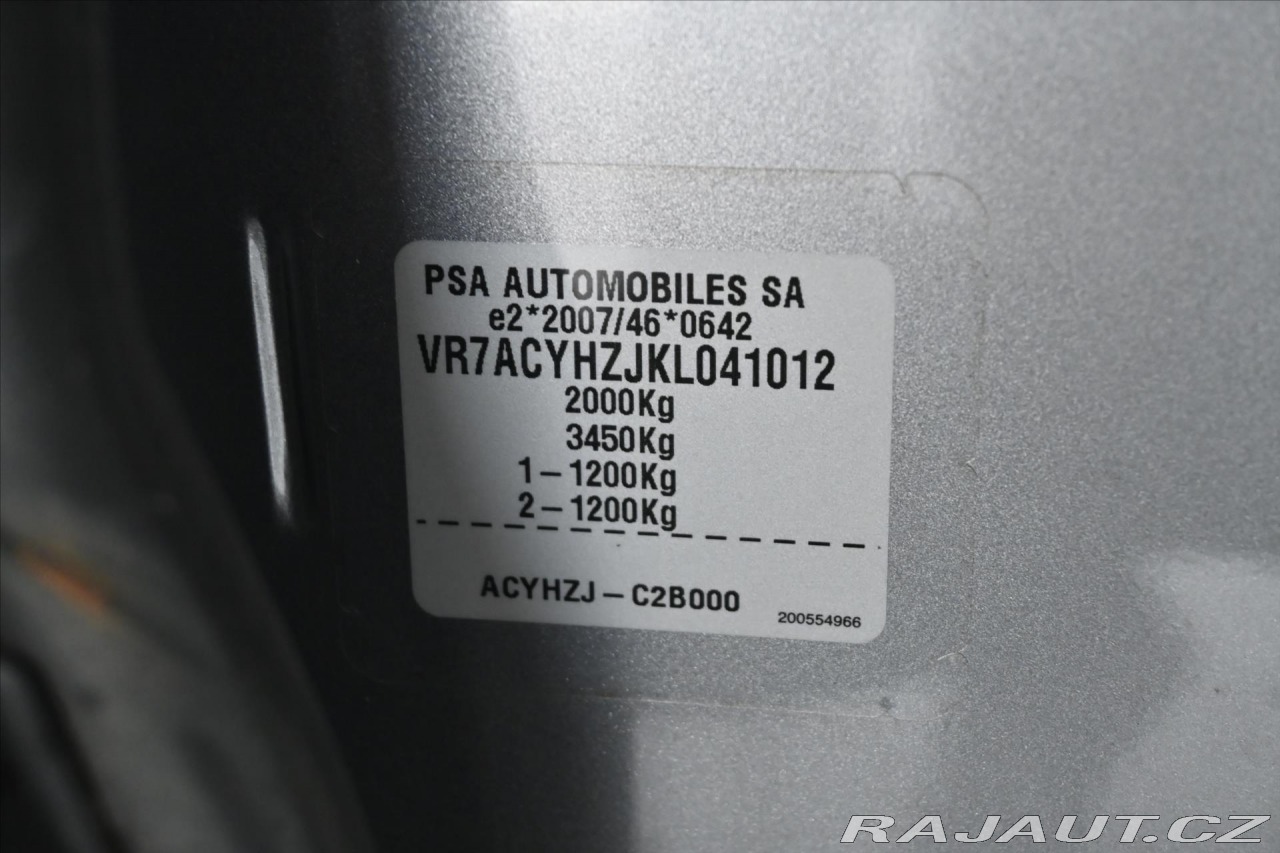 PSA AUTOMOBILES SA
e2*2007/46*0642
VR7ACYHZJKL041012
2000Kg
3450Kg
1–1200Kg
2–1200Kg
ACYHZJ–C2B000
200554966
RAJAUT.CZ